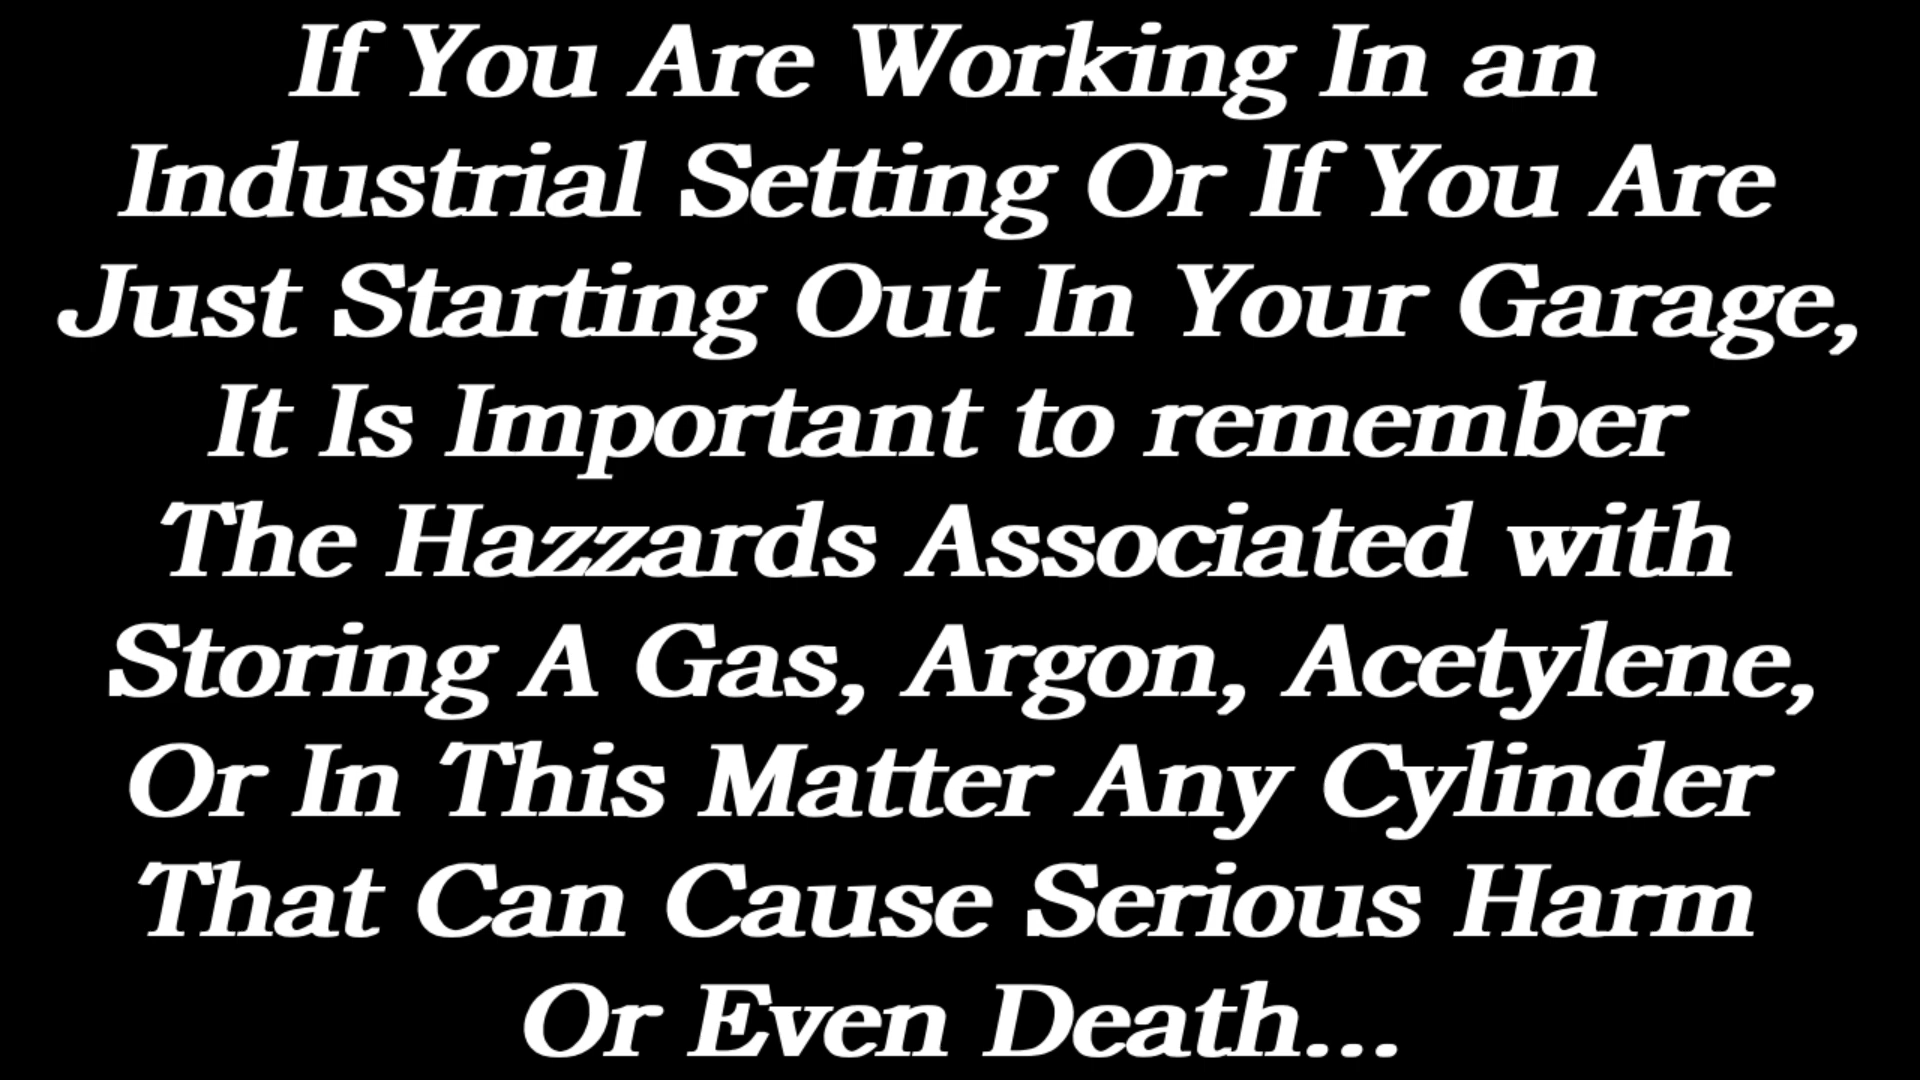 If You Are Working In an
Industrial Setting Or If You Are
Just Starting Out In Your Garage,
It Is Important to remember
The Hazzards Associated with
Storing A Gas, Argon, Acetylene,
Or In This Matter Any Cylinder
That Can Cause Serious Harm
Or Even Death...